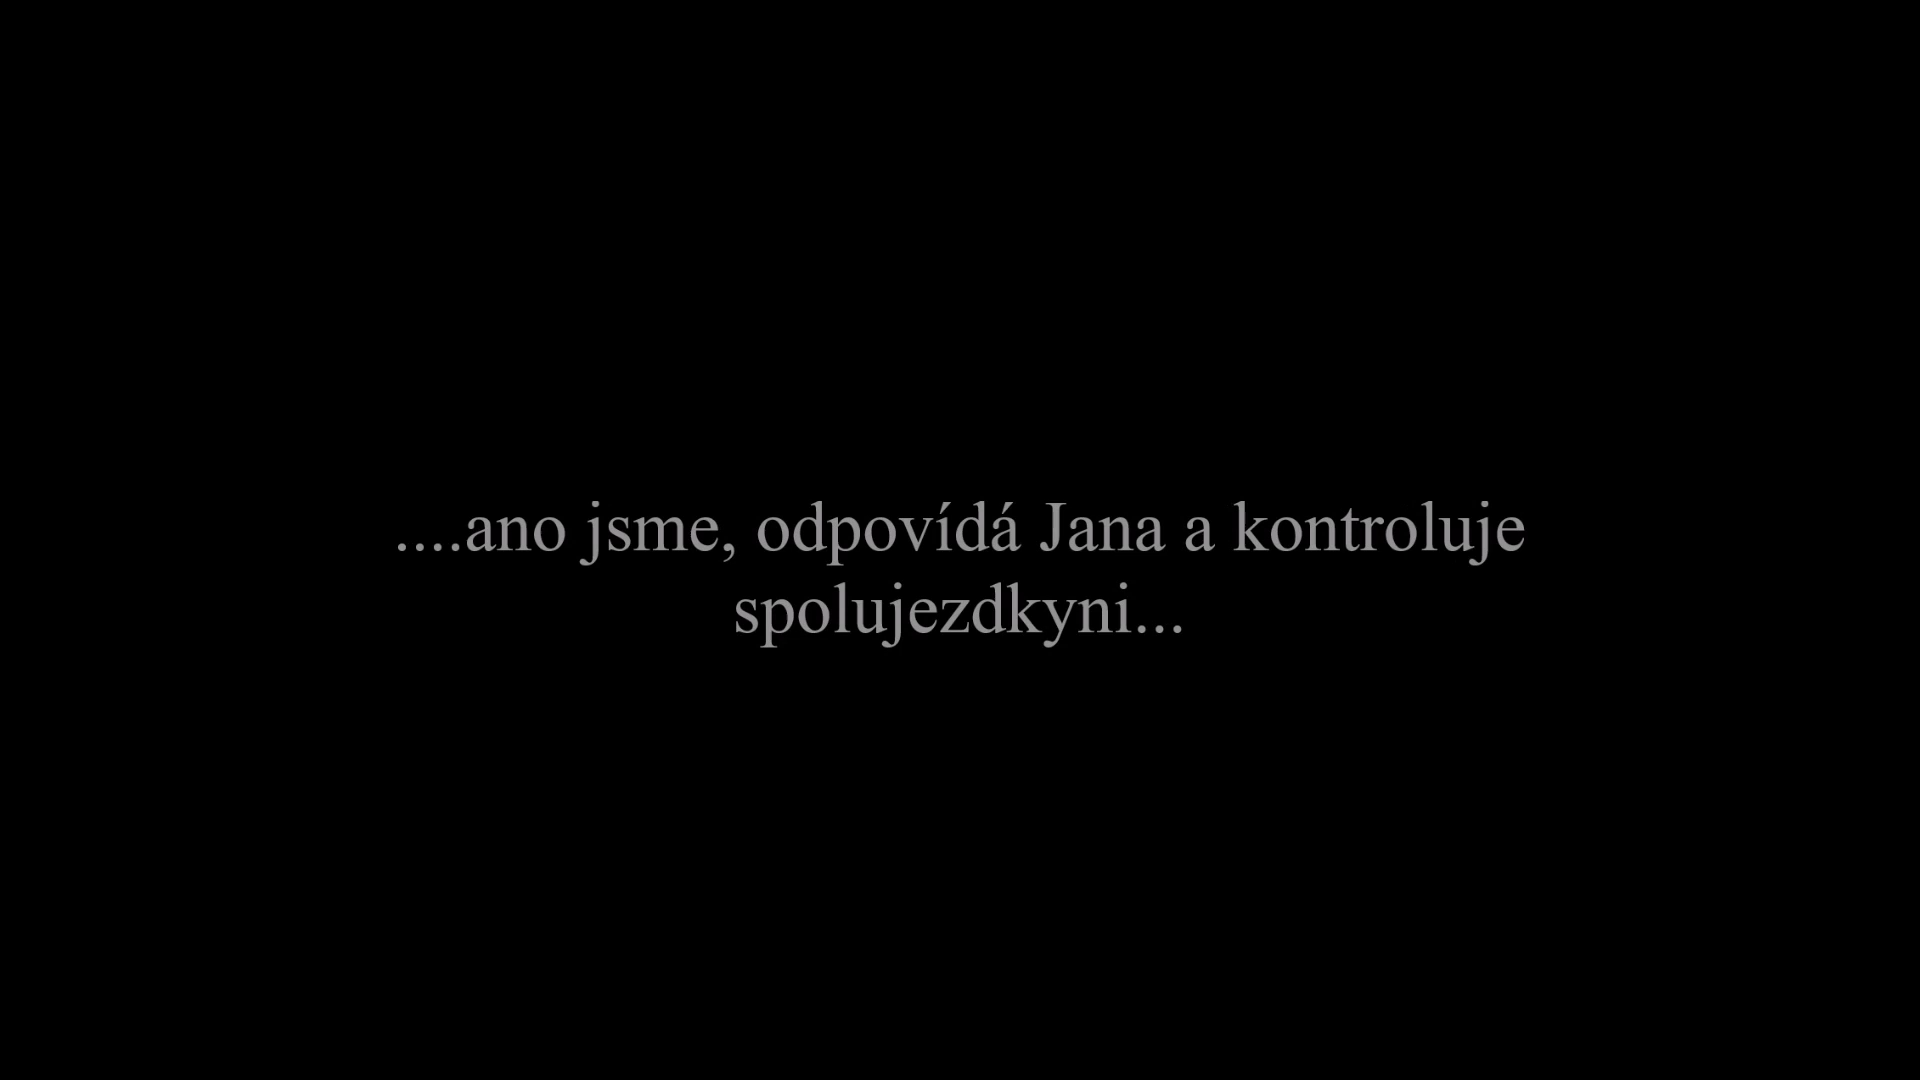 ....ano jsme, odpovídá Jana a kontroluje
spolujezdkyni...